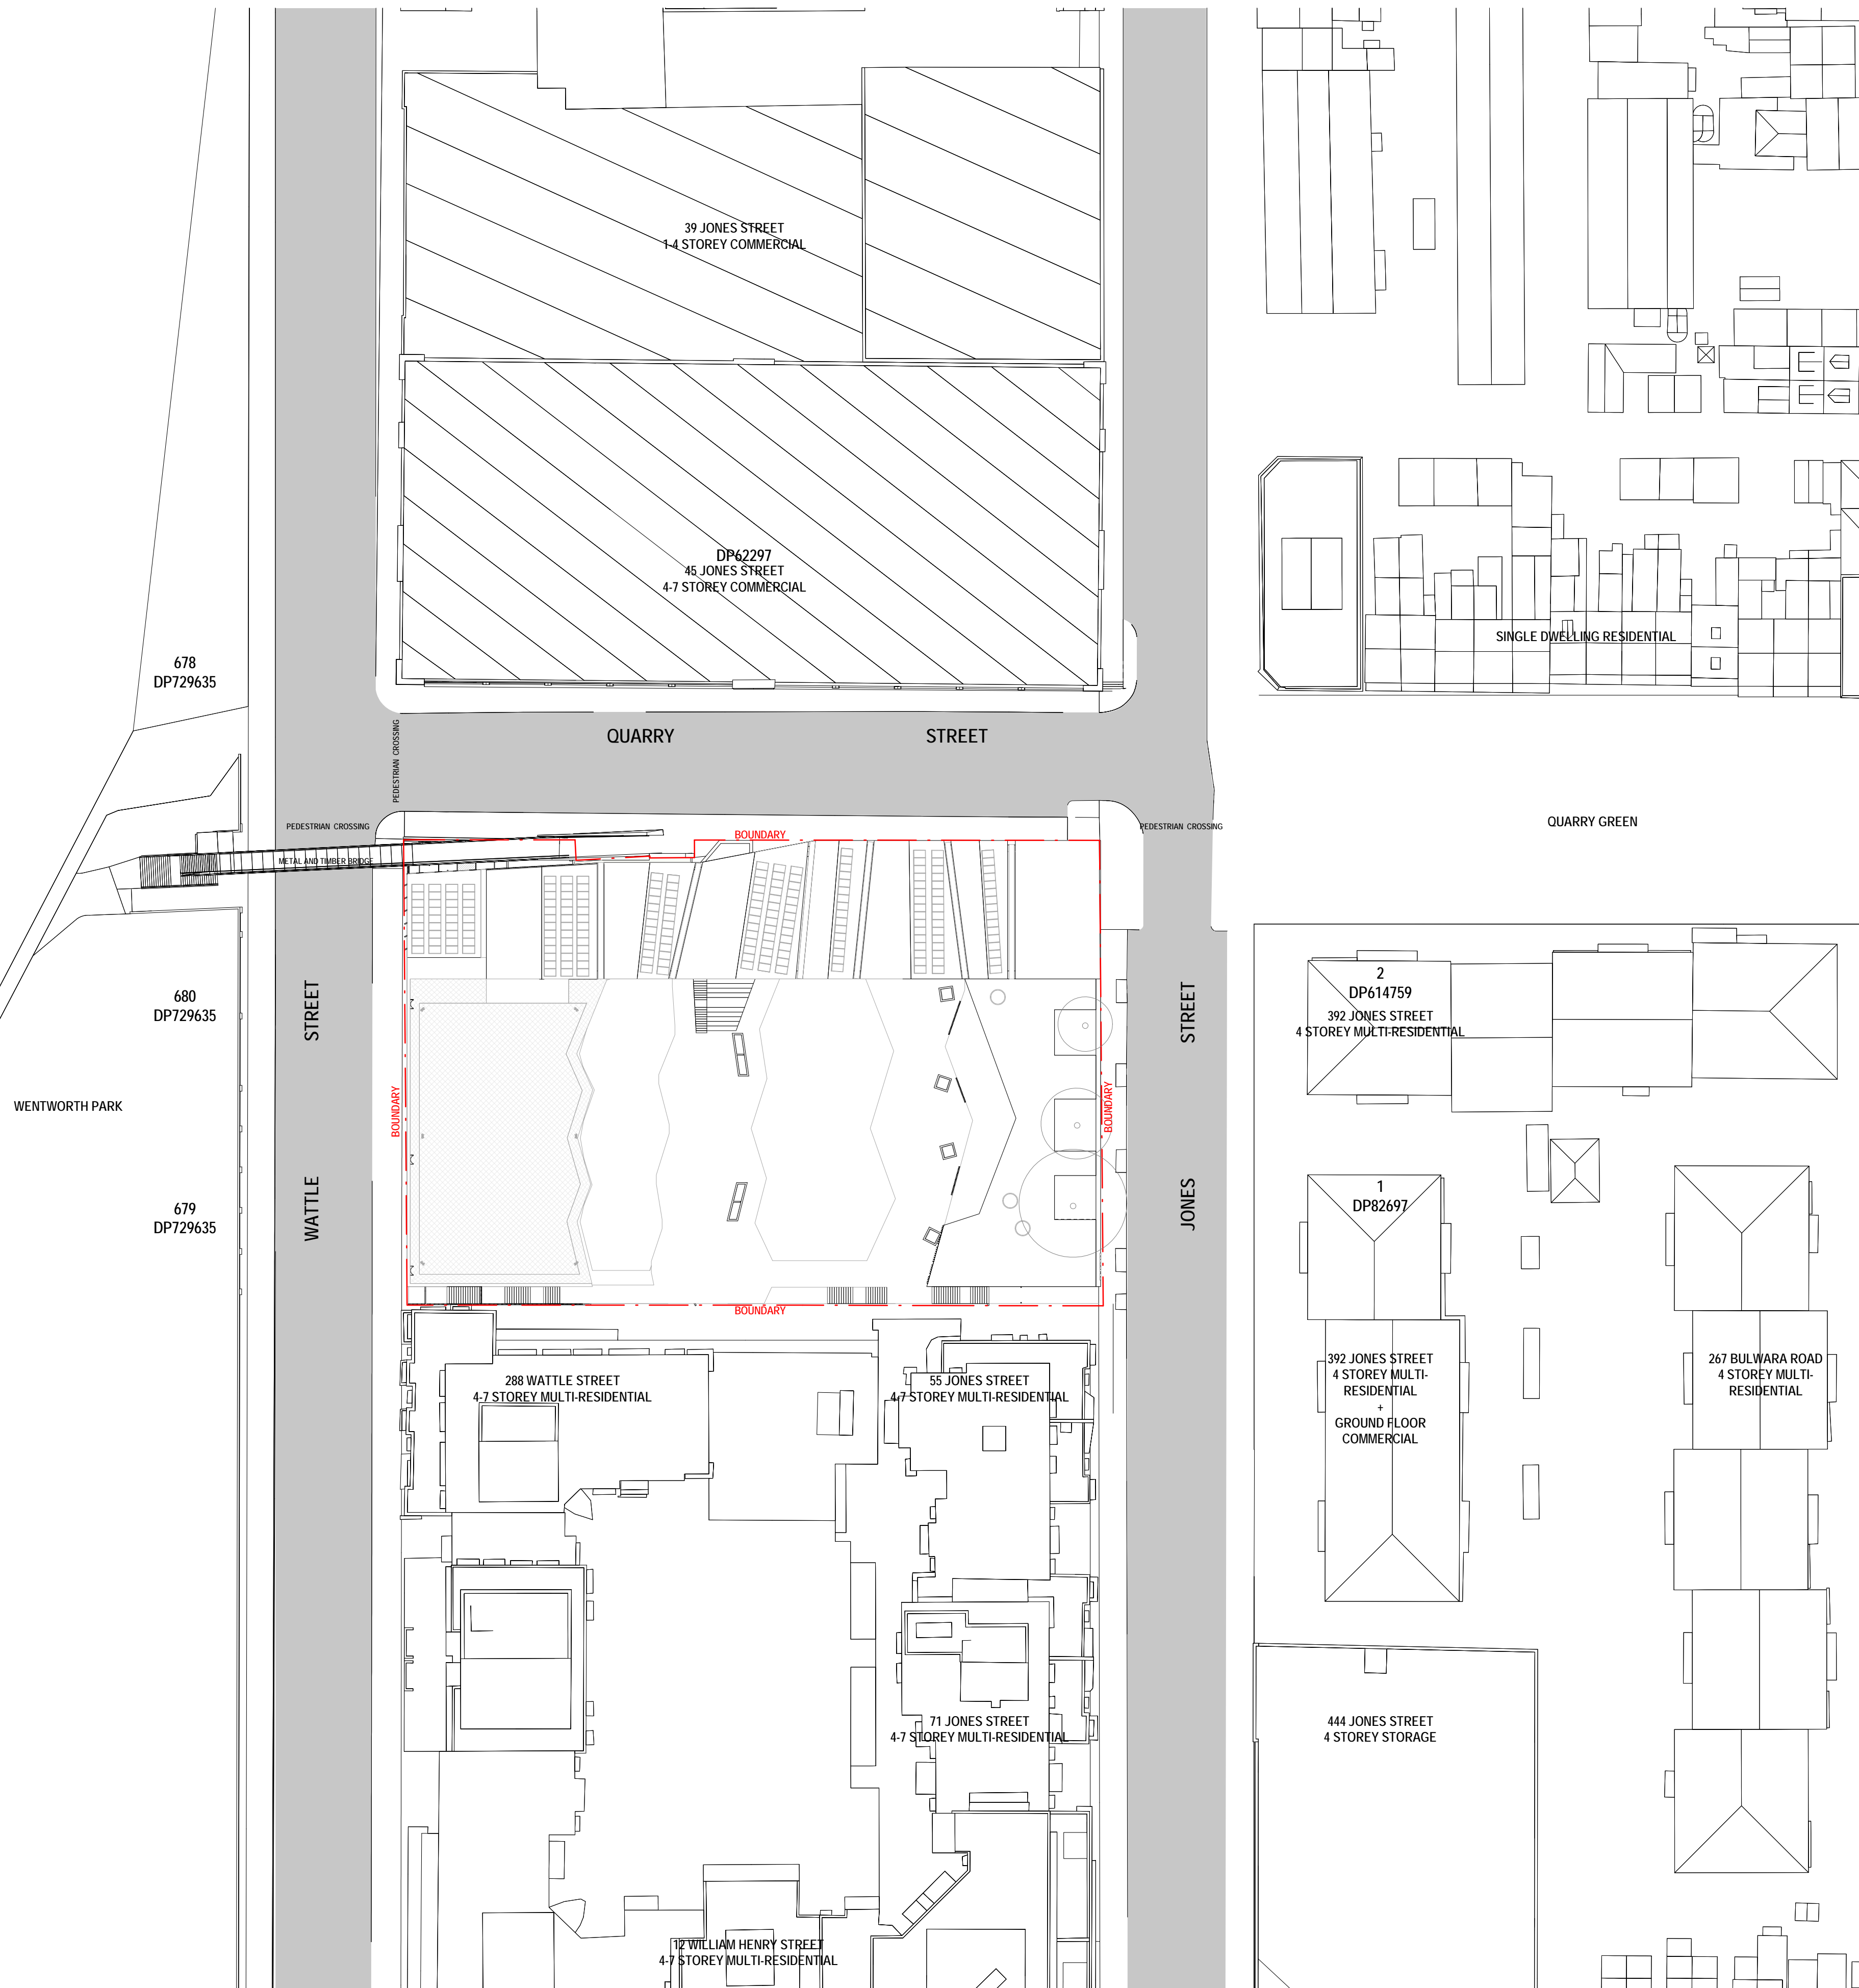 39 JONES STREET
1-4 STOREY COMMERCIAL
DP62297
45 JONES STREET
4-7 STOREY COMMERCIAL
SINGLE DWELLING RESIDENTIAL
678
DP729635
QUARRY STREET
PEDESTRIAN CROSSING
PEDESTRIAN CROSSING
PEDESTRIAN CROSSING
QUARRY GREEN
BOUNDARY
METAL AND TIMBER BRIDGE
680
DP729635
WATTLE STREET
JONES STREET
2
DP614759
392 JONES STREET
4 STOREY MULTI-RESIDENTIAL
WENTWORTH PARK
BOUNDARY
BOUNDARY
679
DP729635
1
DP82697
BOUNDARY
288 WATTLE STREET
4-7 STOREY MULTI-RESIDENTIAL
55 JONES STREET
4-7 STOREY MULTI-RESIDENTIAL
392 JONES STREET
4 STOREY MULTI-
RESIDENTIAL
+
GROUND FLOOR
COMMERCIAL
267 BULWARA ROAD
4 STOREY MULTI-
RESIDENTIAL
71 JONES STREET
4-7 STOREY MULTI-RESIDENTIAL
444 JONES STREET
4 STOREY STORAGE
12 WILLIAM HENRY STREET
4-7 STOREY MULTI-RESIDENTIAL